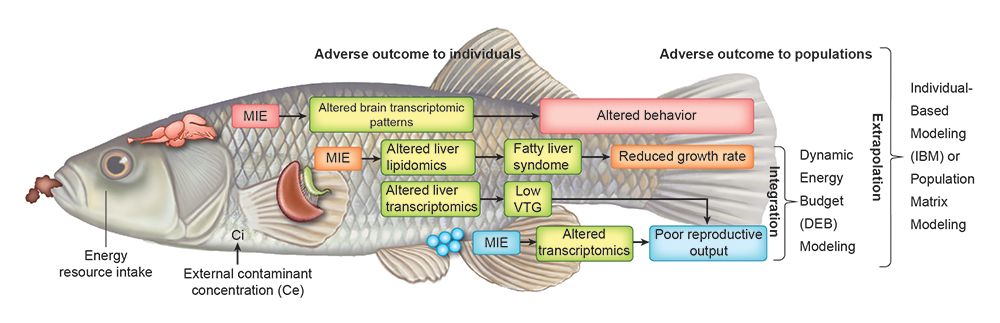 Adverse outcome to individuals
Adverse outcome to populations
MIE
Altered brain transcriptomic
patterns
Altered behavior
MIE
Altered liver
lipidomics
Fatty liver
syndome
Reduced growth rate
Altered liver
transcriptomics
Low
VTG
MIE
Altered
transcriptomics
Poor reproductive
output
Ci
Energy
resource intake
External contaminant
concentration (Ce)
Integration
Dynamic
Energy
Budget
(DEB)
Modeling
Extrapolation
Individual-
Based
Modeling
(IBM) or
Population
Matrix
Modeling